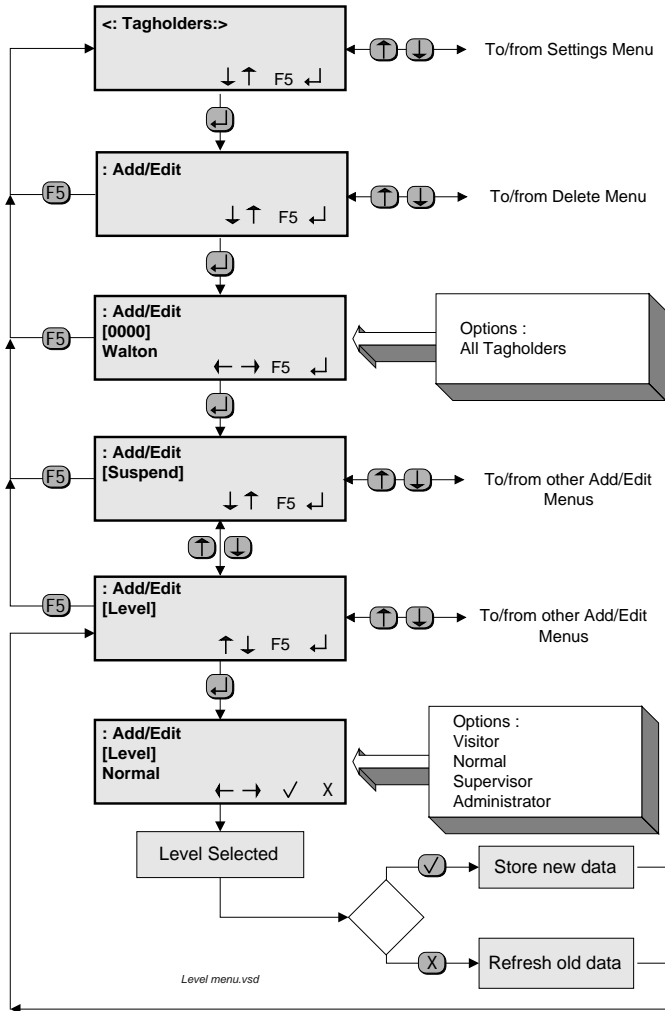 <: Tagholders:>
↓ ↑ F5 ↵
↑ ↓ To/from Settings Menu
↵
: Add/Edit
↓ ↑ F5 ↵
F5
↑ ↓ To/from Delete Menu
↵
: Add/Edit
[0000]
Walton
← → F5 ↵
F5
Options :
All Tagholders
↵
: Add/Edit
[Suspend]
↓ ↑ F5 ↵
F5
↑ ↓ To/from other Add/Edit
Menus
↑ ↓
: Add/Edit
[Level]
↑ ↓ F5 ↵
F5
↑ ↓ To/from other Add/Edit
Menus
↵
: Add/Edit
[Level]
Normal
← → √ X
Options :
Visitor
Normal
Supervisor
Administrator
Level Selected
√ Store new data
X Refresh old data
Level menu.vsd